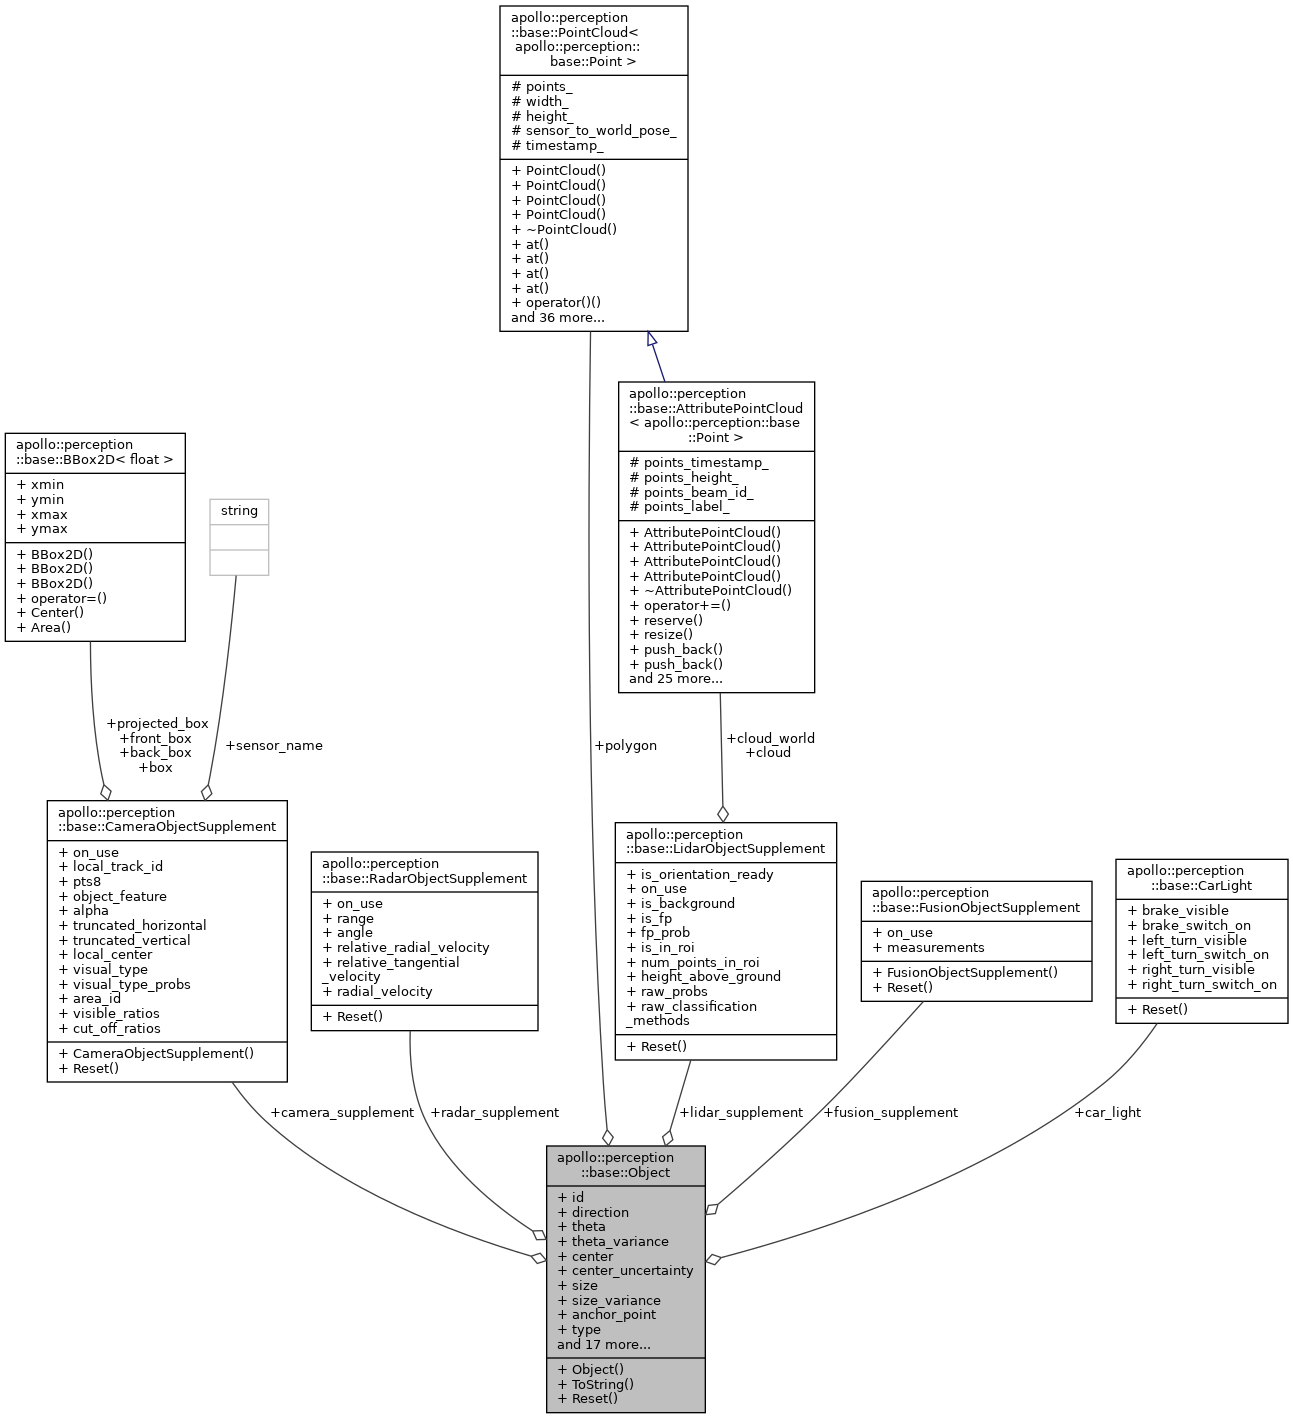 apollo::perception
::base::PointCloud<
apollo::perception::
base::Point >
# points_
# width_
# height_
# sensor_to_world_pose_
# timestamp_
+ PointCloud()
+ PointCloud()
+ PointCloud()
+ PointCloud()
+ ~PointCloud()
+ at()
+ at()
+ at()
+ at()
+ operator()()
and 36 more...
apollo::perception
::base::AttributePointCloud
< apollo::perception::base
::Point >
# points_timestamp_
# points_height_
# points_beam_id_
# points_label_
+ AttributePointCloud()
+ AttributePointCloud()
+ AttributePointCloud()
+ AttributePointCloud()
+ ~AttributePointCloud()
+ operator+=()
+ reserve()
+ resize()
+ push_back()
+ push_back()
and 25 more...
apollo::perception
::base::BBox2D< float >
+ xmin
+ ymin
+ xmax
+ ymax
+ BBox2D()
+ BBox2D()
+ BBox2D()
+ operator=()
+ Center()
+ Area()
string
+projected_box
+front_box
+back_box
+box
+sensor_name
+polygon
+cloud_world
+cloud
apollo::perception
::base::CameraObjectSupplement
+ on_use
+ local_track_id
+ pts8
+ object_feature
+ alpha
+ truncated_horizontal
+ truncated_vertical
+ local_center
+ visual_type
+ visual_type_probs
+ area_id
+ visible_ratios
+ cut_off_ratios
+ CameraObjectSupplement()
+ Reset()
apollo::perception
::base::RadarObjectSupplement
+ on_use
+ range
+ angle
+ relative_radial_velocity
+ relative_tangential
_velocity
+ radial_velocity
+ Reset()
apollo::perception
::base::LidarObjectSupplement
+ is_orientation_ready
+ on_use
+ is_background
+ is_fp
+ fp_prob
+ is_in_roi
+ num_points_in_roi
+ height_above_ground
+ raw_probs
+ raw_classification
_methods
+ Reset()
apollo::perception
::base::FusionObjectSupplement
+ on_use
+ measurements
+ FusionObjectSupplement()
+ Reset()
apollo::perception
::base::CarLight
+ brake_visible
+ brake_switch_on
+ left_turn_visible
+ left_turn_switch_on
+ right_turn_visible
+ right_turn_switch_on
+ Reset()
+camera_supplement
+radar_supplement
+lidar_supplement
+fusion_supplement
+car_light
apollo::perception
::base::Object
+ id
+ direction
+ theta
+ theta_variance
+ center
+ center_uncertainty
+ size
+ size_variance
+ anchor_point
+ type
and 17 more...
+ Object()
+ ToString()
+ Reset()